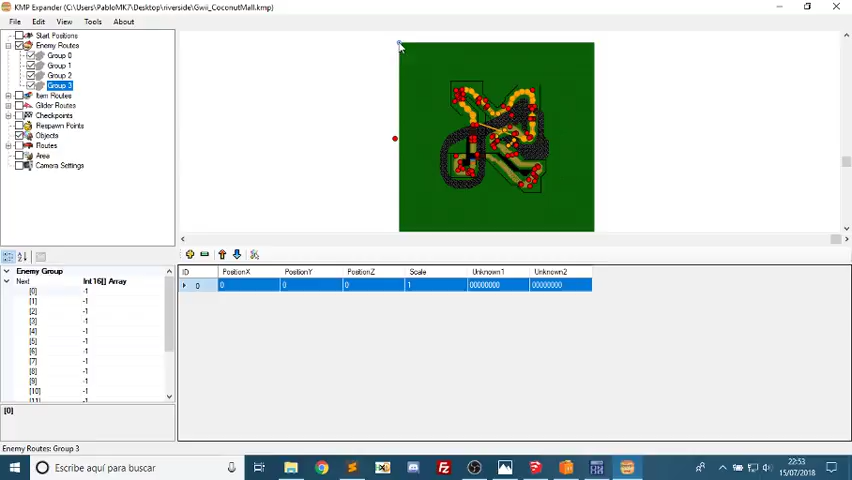 KMP Expander (C:\Users\PabloMK7\Desktop\riverside\Gwii_CoconutMall.kmp)
File Edit View Tools About
Start Positions
Enemy Routes
Group 0
Group 1
Group 2
Group 3
Item Routes
Glider Routes
Checkpoints
Respawn Points
Objects
Routes
Area
Camera Settings
Enemy Group
Next Int16[] Array
[0] -1
[1] -1
[2] -1
[3] -1
[4] -1
[5] -1
[6] -1
[7] -1
[8] -1
[9] -1
[10] -1
[11] -1
[0]
ID PositionX PositionY PositionZ Scale Unknown1 Unknown2
0 0 0 0 1 00000000 00000000
Enemy Routes: Group 3
Escribe aquí para buscar
22:53
15/07/2018